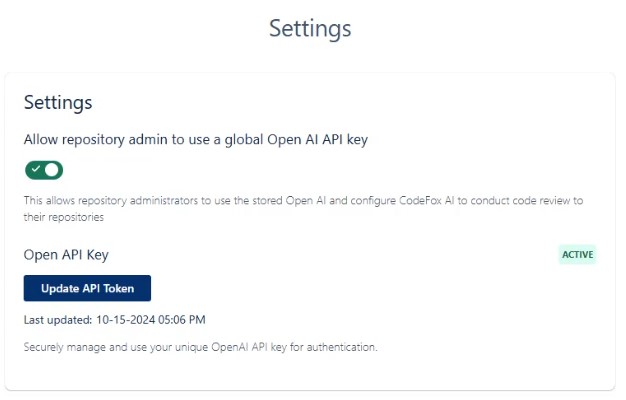 Settings
Settings
Allow repository admin to use a global Open AI API key
This allows repository administrators to use the stored Open AI and configure CodeFox AI to conduct code review to
their repositories
Open API Key
ACTIVE
Update API Token
Last updated: 10-15-2024 05:06 PM
Securely manage and use your unique OpenAI API key for authentication.